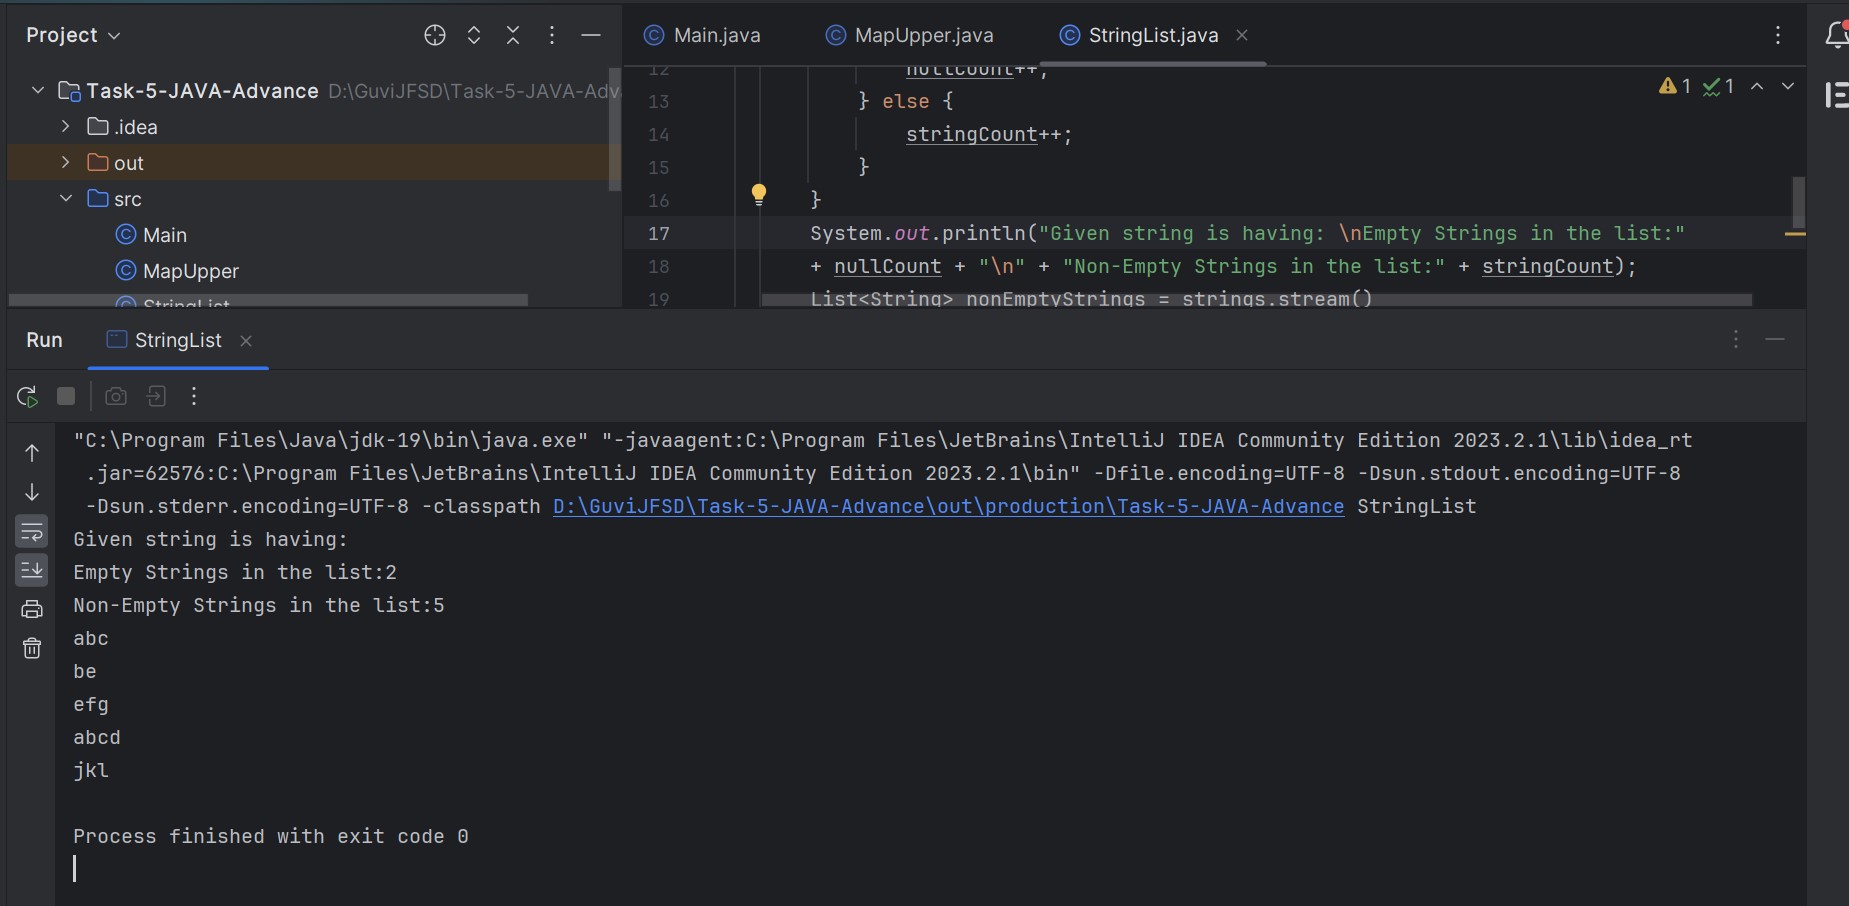 Project
Task-5-JAVA-Advance D:\GuviJFSD\Task-5-JAVA-Adv
.idea
out
src
Main
MapUpper
StringList
Main.java MapUpper.java StringList.java
12 nullCount++;
13 } else {
14 stringCount++;
15 }
16 }
17 System.out.println("Given string is having: \nEmpty Strings in the list:"
18 + nullCount + "\n" + "Non-Empty Strings in the list:" + stringCount);
19 List<String> nonEmptyStrings = strings.stream()
1 1
Run StringList
"C:\Program Files\Java\jdk-19\bin\java.exe" "-javaagent:C:\Program Files\JetBrains\IntelliJ IDEA Community Edition 2023.2.1\lib\idea_rt
.jar=62576:C:\Program Files\JetBrains\IntelliJ IDEA Community Edition 2023.2.1\bin" -Dfile.encoding=UTF-8 -Dsun.stdout.encoding=UTF-8
-Dsun.stderr.encoding=UTF-8 -classpath D:\GuviJFSD\Task-5-JAVA-Advance\out\production\Task-5-JAVA-Advance StringList
Given string is having:
Empty Strings in the list:2
Non-Empty Strings in the list:5
abc
be
efg
abcd
jkl
Process finished with exit code 0